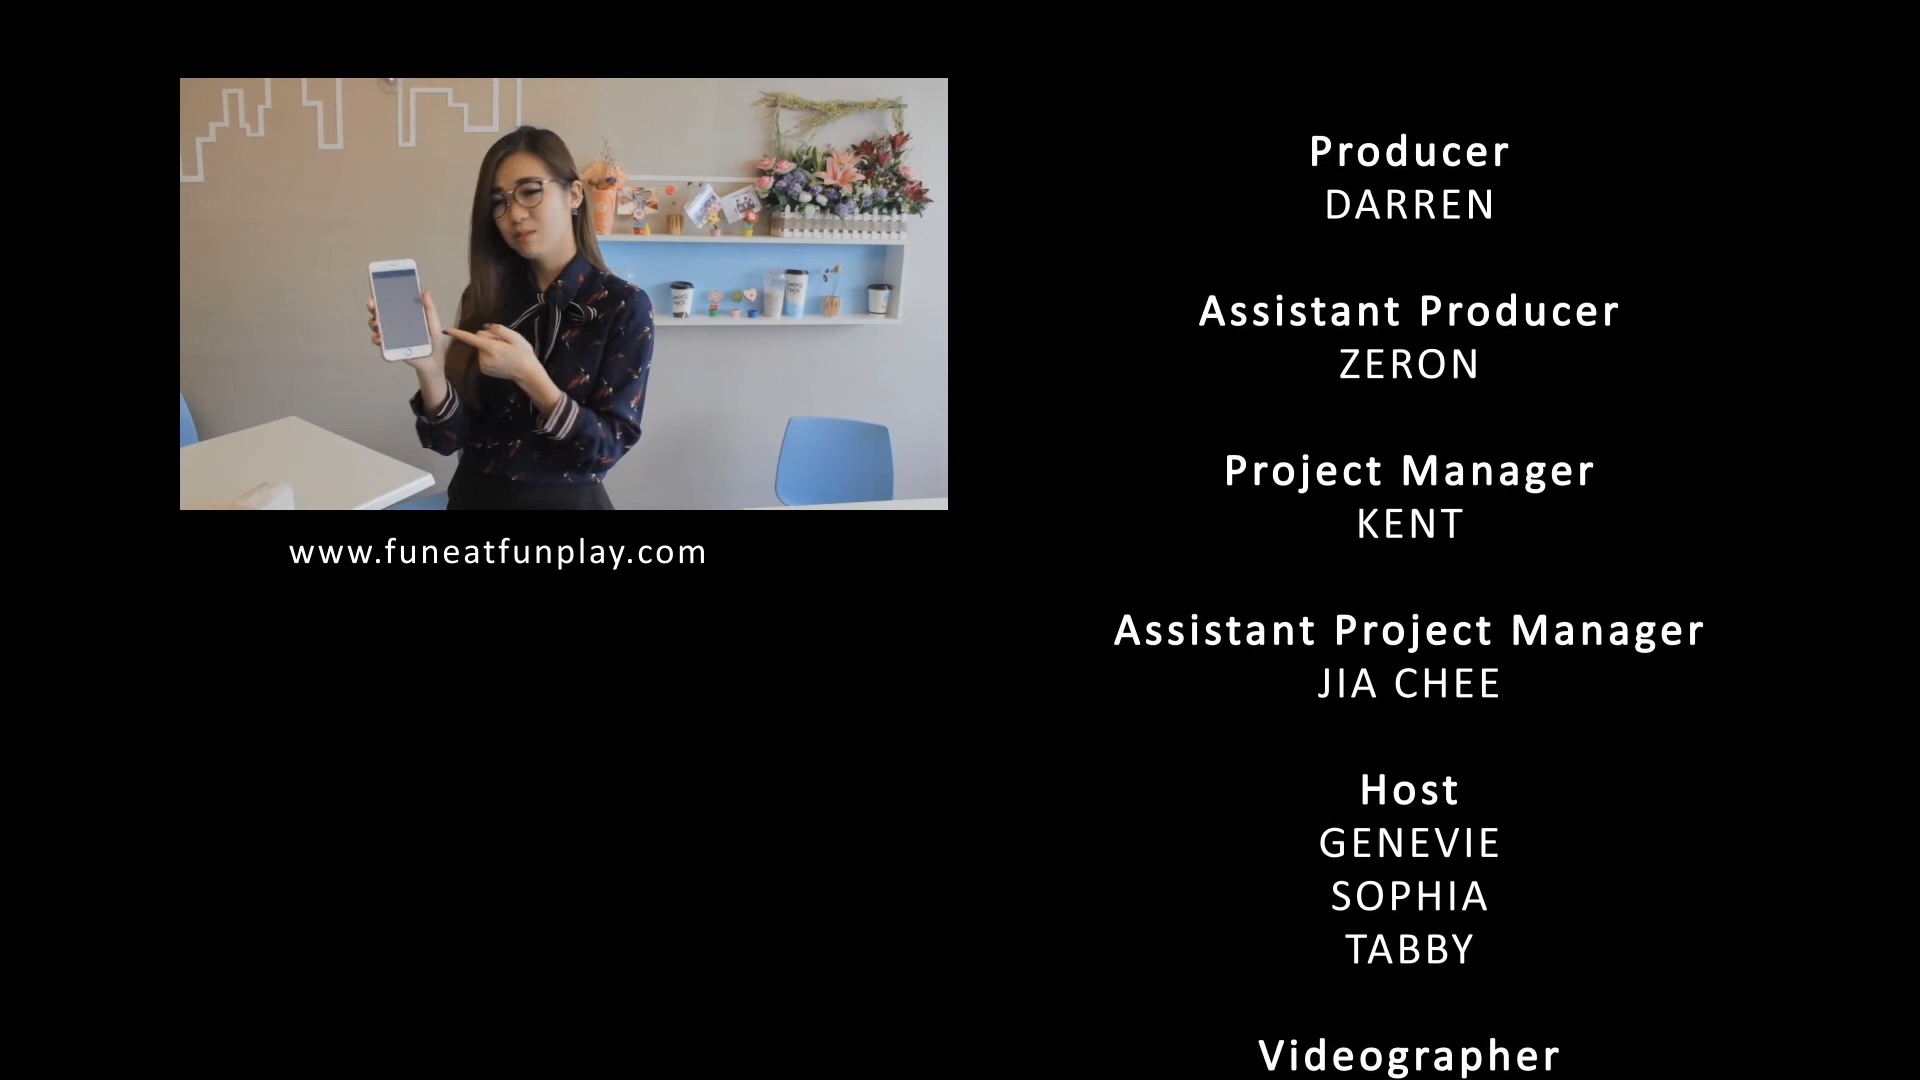 www.funeatfunplay.com
Producer
DARREN
Assistant Producer
ZERON
Project Manager
KENT
Assistant Project Manager
JIA CHEE
Host
GENEVIE
SOPHIA
TABBY
Videographer